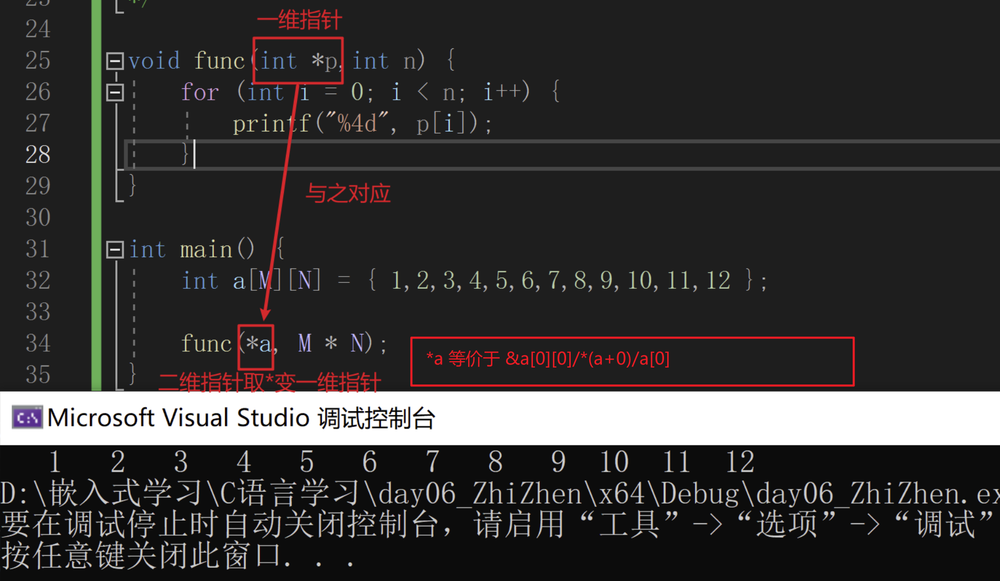 23 */
一维指针
24
25 void func(int *p,int n) {
26 for (int i = 0; i < n; i++) {
27 printf("%4d", p[i]);
28 }
29 }
与之对应
30
31 int main() {
32 int a[M][N] = { 1,2,3,4,5,6,7,8,9,10,11,12 };
33
34 func(*a, M * N);
*a 等价于 &a[0][0]/*(a+0)/a[0]
35 }
二维指针取*变一维指针
C:\ Microsoft Visual Studio 调试控制台
1 2 3 4 5 6 7 8 9 10 11 12
D:\嵌入式学习\C语言学习\day06_ZhiZhen\x64\Debug\day06_ZhiZhen.ex
要在调试停止时自动关闭控制台，请启用“工具”->“选项”->“调试”
按任意键关闭此窗口. . .